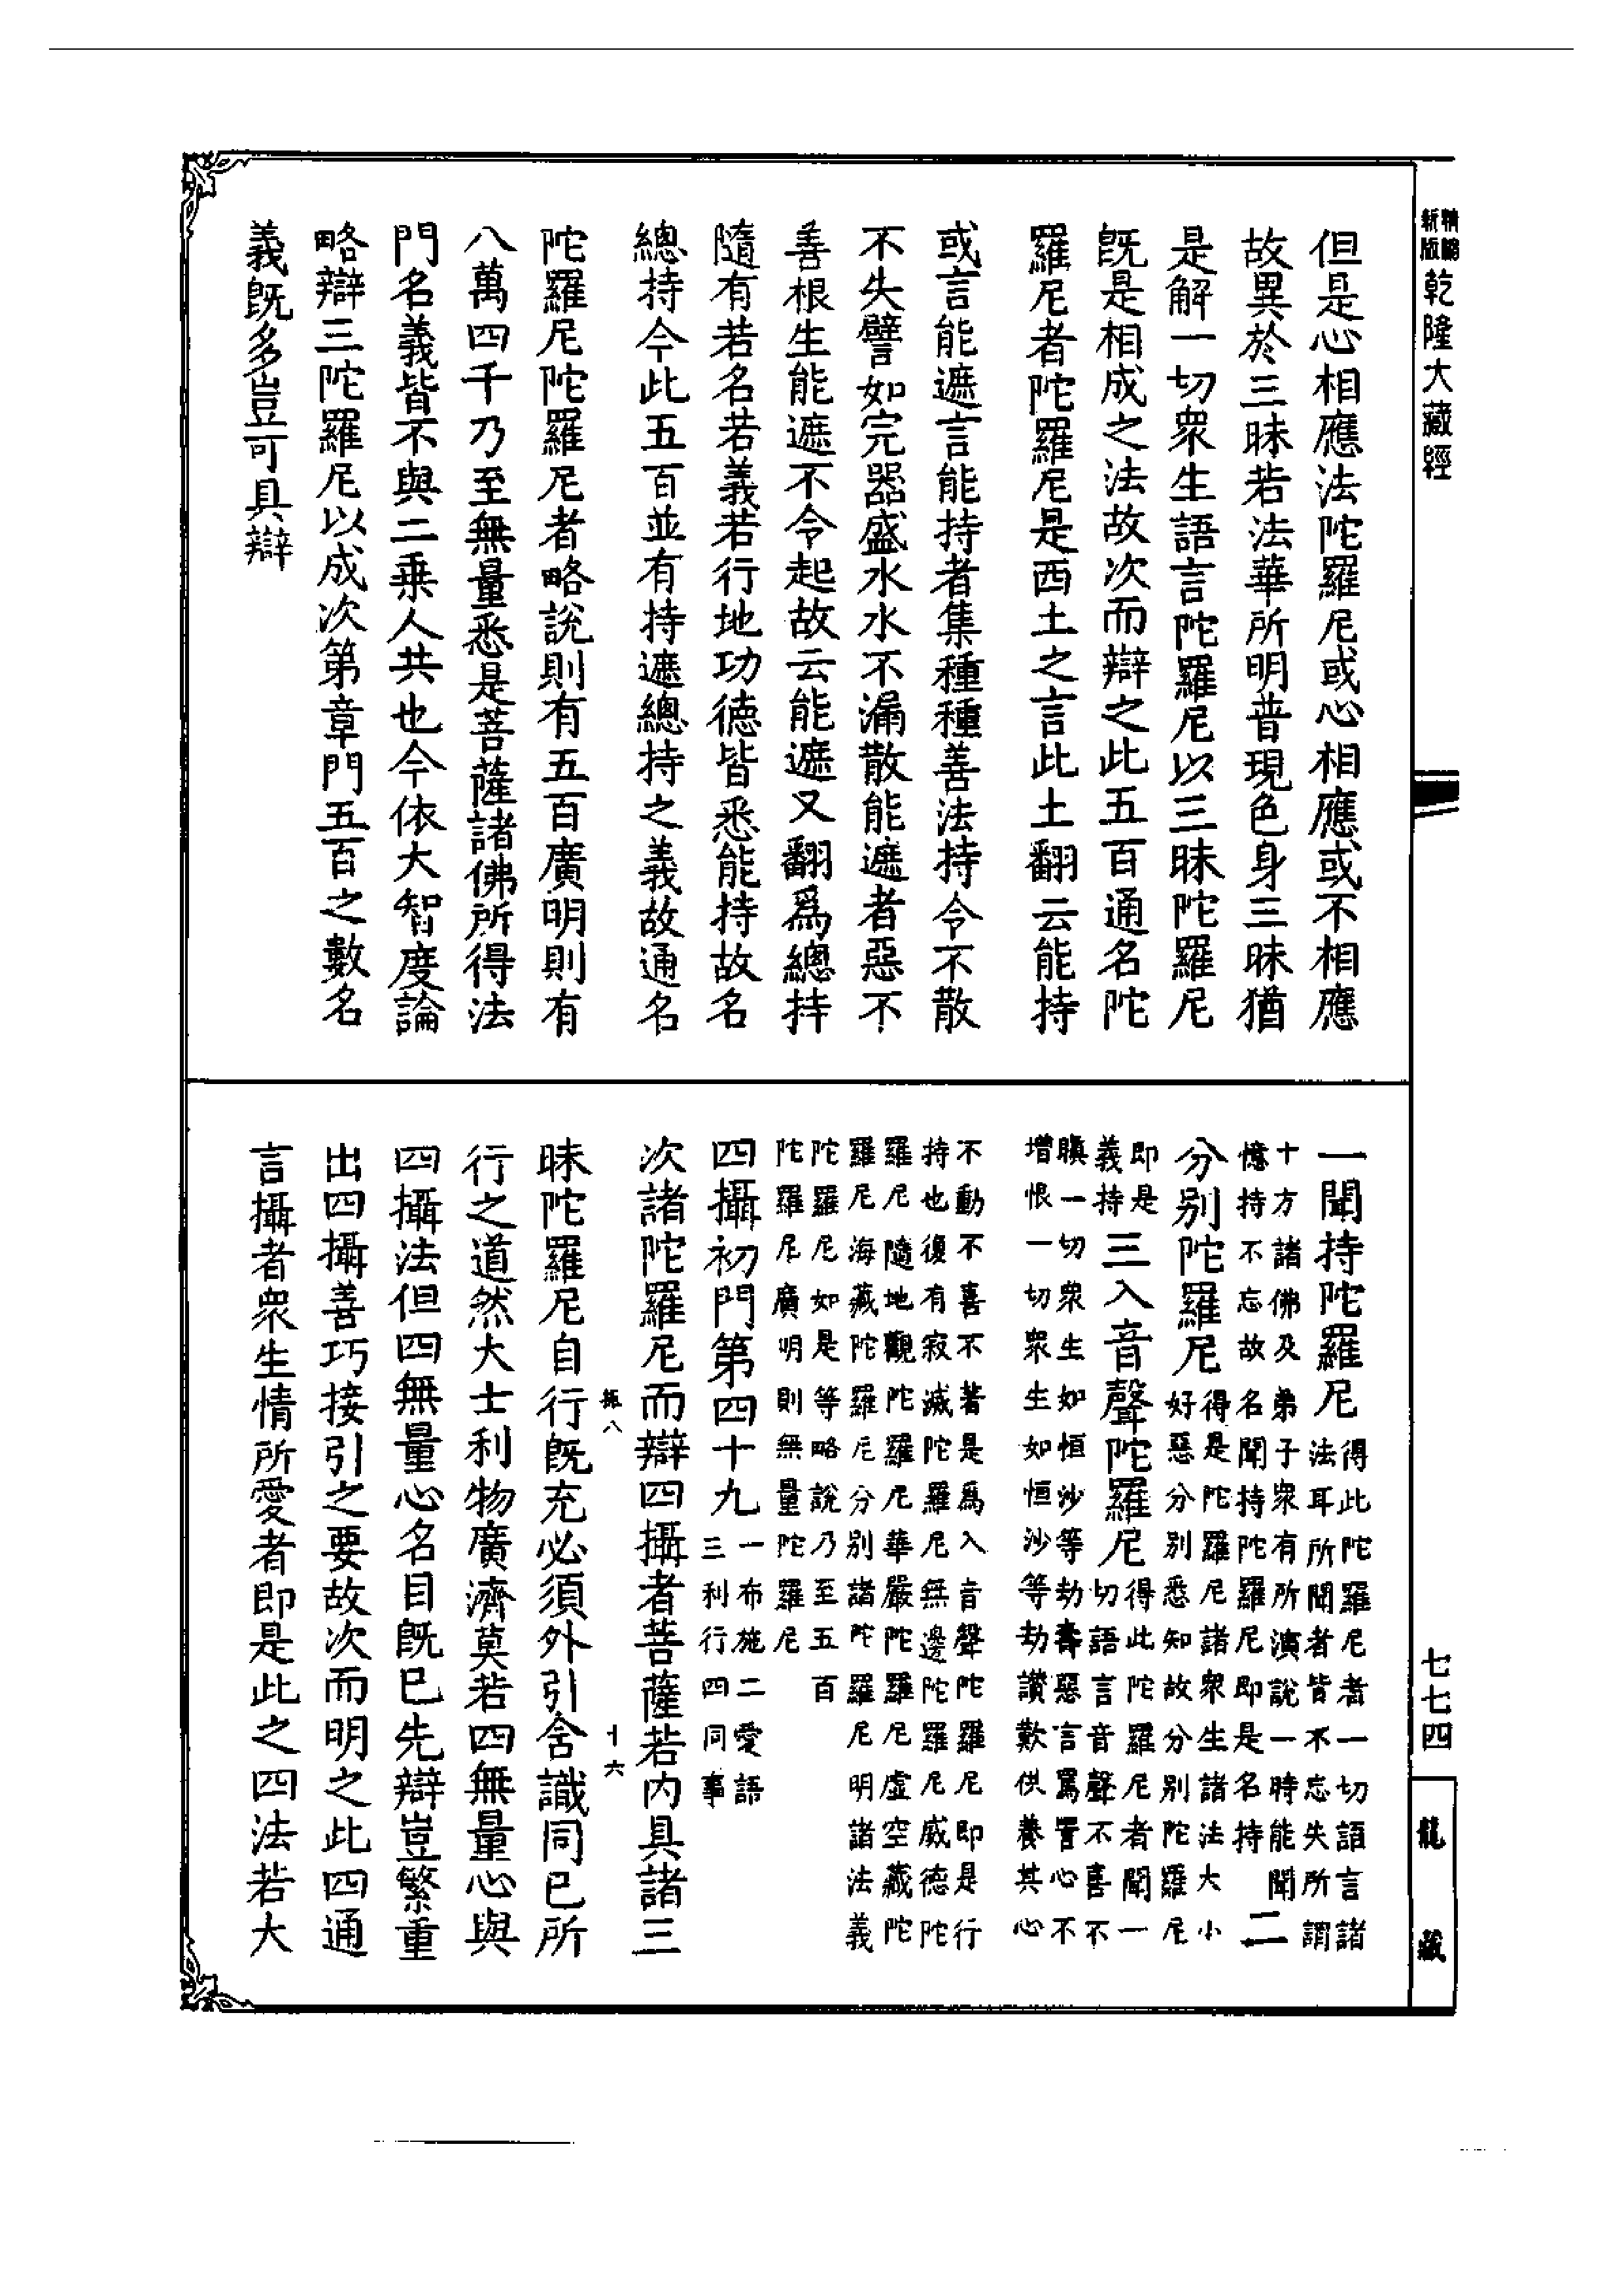 乾隆大藏經
七七四
龍藏
但是心相應法陀羅尼或心相應或不相應
故異於三昧若法華所明普現色身三昧猶
是解一切衆生語言陀羅尼以三昧陀羅尼
既是相成之法故次而辯之此五百通名陀
羅尼者陀羅尼是西土之言此土翻云能持
或言能遮言能持者集種種善法持令不散
不失譬如完器盛水水不漏散能遮者惡不
善根生能遮不令起故云能遮又翻爲總持
隨有若名若義若行地功德皆悉能持故名
總持今此五百並有持遮總持之義故通名
陀羅尼陀羅尼者略說則有五百廣明則有
八萬四千乃至無量悉是菩薩諸佛所得法
門名義皆不與二乘人共也今依大智度論
略辯三陀羅尼以成次第章門五百之數名
義既多豈可具辯
一聞持陀羅尼得此陀羅尼者一切語言諸
法耳所聞者皆不忘失所謂
十方諸佛及弟子衆有所演說一時能聞
憶持不忘故名聞持陀羅尼即是名持二
分別陀羅尼得是陀羅尼諸衆生諸法大小
好惡分別悉知故分別陀羅尼
即是
義持三入音聲陀羅尼得此陀羅尼者聞一
切語言音聲不喜不
瞋一切衆生如恒沙等劫壽惡言罵詈心不
增恨一切衆生如恒沙等劫讃歎供養其心
不動不喜不著是爲入音聲陀羅尼即是行
持也復有寂滅陀羅尼無邊陀羅尼威德陀
羅尼隨地觀陀羅尼華嚴陀羅尼虛空藏陀
羅尼海藏陀羅尼分別諸陀羅尼明諸法義
陀羅尼如是等略說乃至五百
陀羅尼廣明則無量陀羅尼
四攝初門第四十九一布施二愛語
三利行四同事
次諸陀羅尼而辯四攝者菩薩若內具諸三
八 十六
昧陀羅尼自行既充必須外引含識同已所
行之道然大士利物廣濟莫若四無量心與
四攝法但四無量心名目既已先辯豈繁重
出四攝善巧接引之要故次而明之此四通
言攝者衆生情所愛者即是此之四法若大